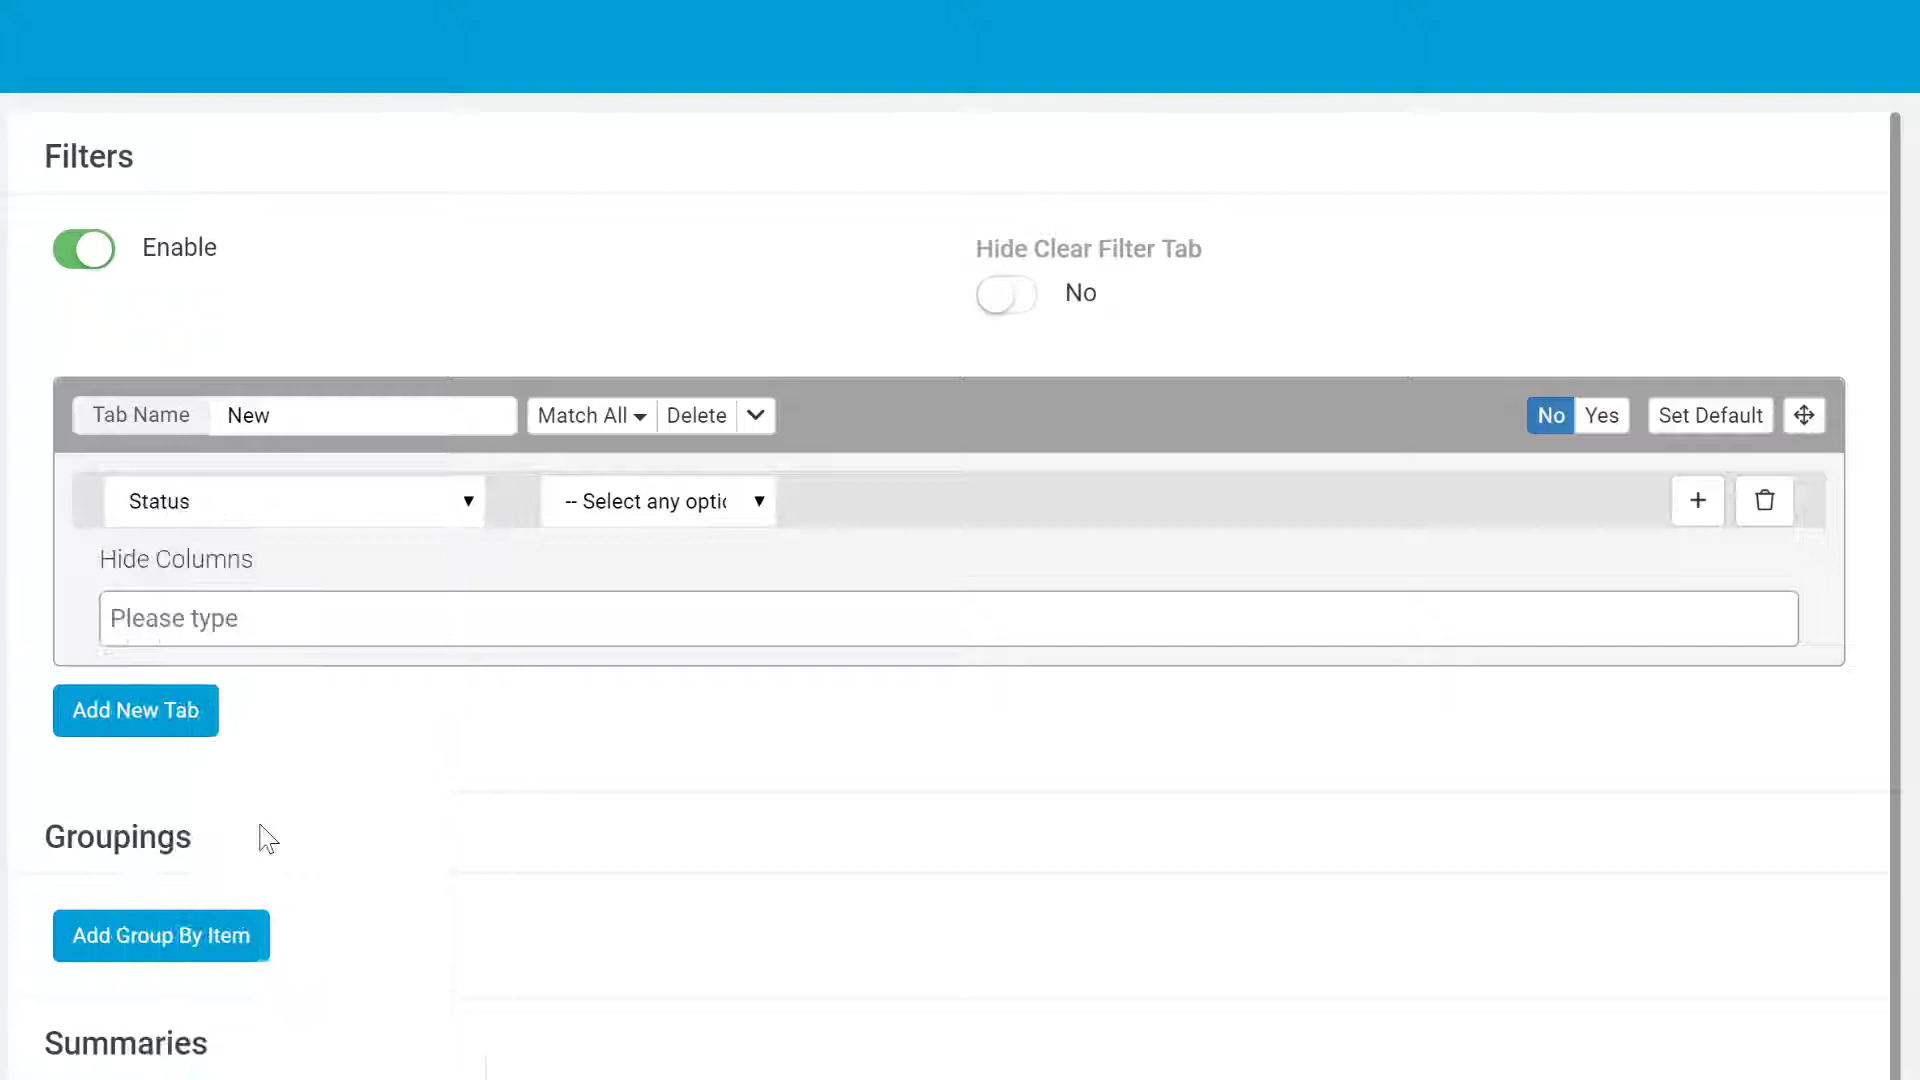 Filters
Enable
Hide Clear Filter Tab
No
Tab Name New Match All Delete No Yes Set Default
Status -- Select any optic
Hide Columns
Please type
Add New Tab
Groupings
Add Group By Item
Summaries